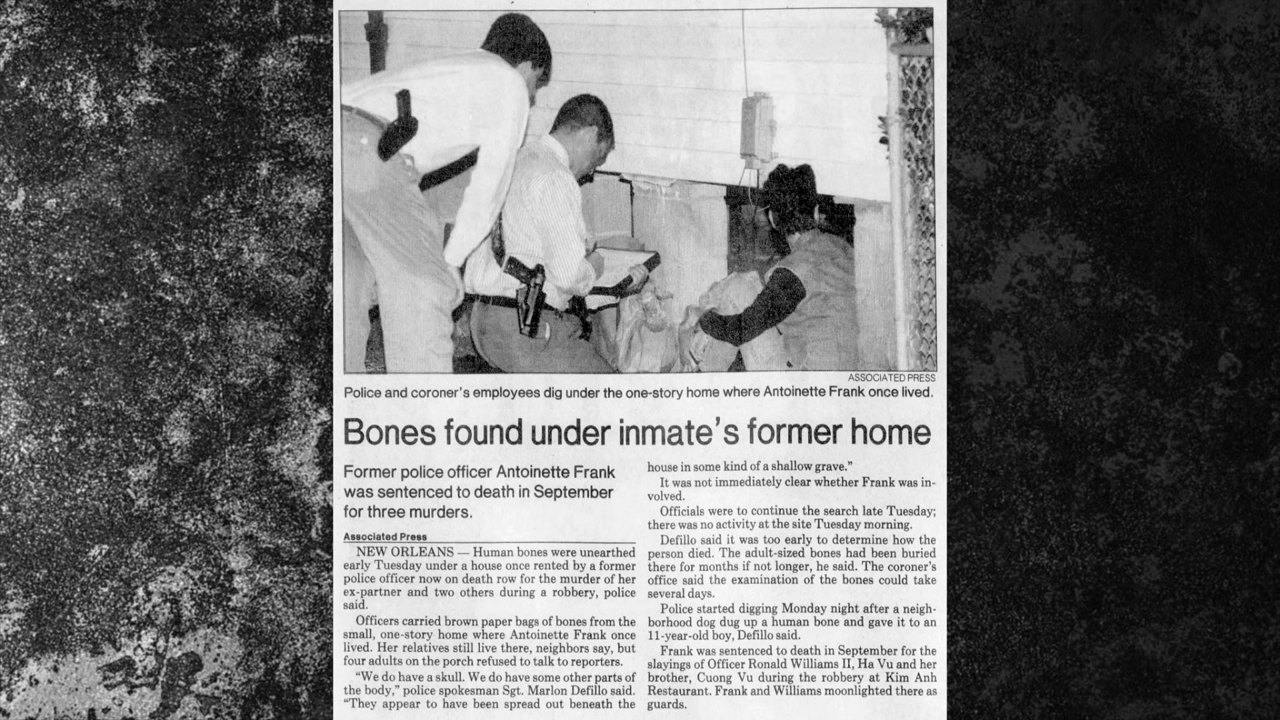 ASSOCIATED PRESS
Police and coroner's employees dig under the one-story home where Antoinette Frank once lived.
Bones found under inmate's former home
Former police officer Antoinette Frank
was sentenced to death in September
for three murders.
Associated Press
NEW ORLEANS — Human bones were unearthed
early Tuesday under a house once rented by a former
police officer now on death row for the murder of her
ex-partner and two others during a robbery, police
said.
Officers carried brown paper bags of bones from the
small, one-story home where Antoinette Frank once
lived. Her relatives still live there, neighbors say, but
four adults on the porch refused to talk to reporters.
“We do have a skull. We do have some other parts of
the body,” police spokesman Sgt. Marlon Defillo said.
“They appear to have been spread out beneath the
house in some kind of a shallow grave.”
It was not immediately clear whether Frank was in-
volved.
Officials were to continue the search late Tuesday;
there was no activity at the site Tuesday morning.
Defillo said it was too early to determine how the
person died. The adult-sized bones had been buried
there for months if not longer, he said. The coroner's
office said the examination of the bones could take
several days.
Police started digging Monday night after a neigh-
borhood dog dug up a human bone and gave it to an
11-year-old boy, Defillo said.
Frank was sentenced to death in September for the
slayings of Officer Ronald Williams II, Ha Vu and her
brother, Cuong Vu during the robbery at Kim Anh
Restaurant. Frank and Williams moonlighted there as
guards.